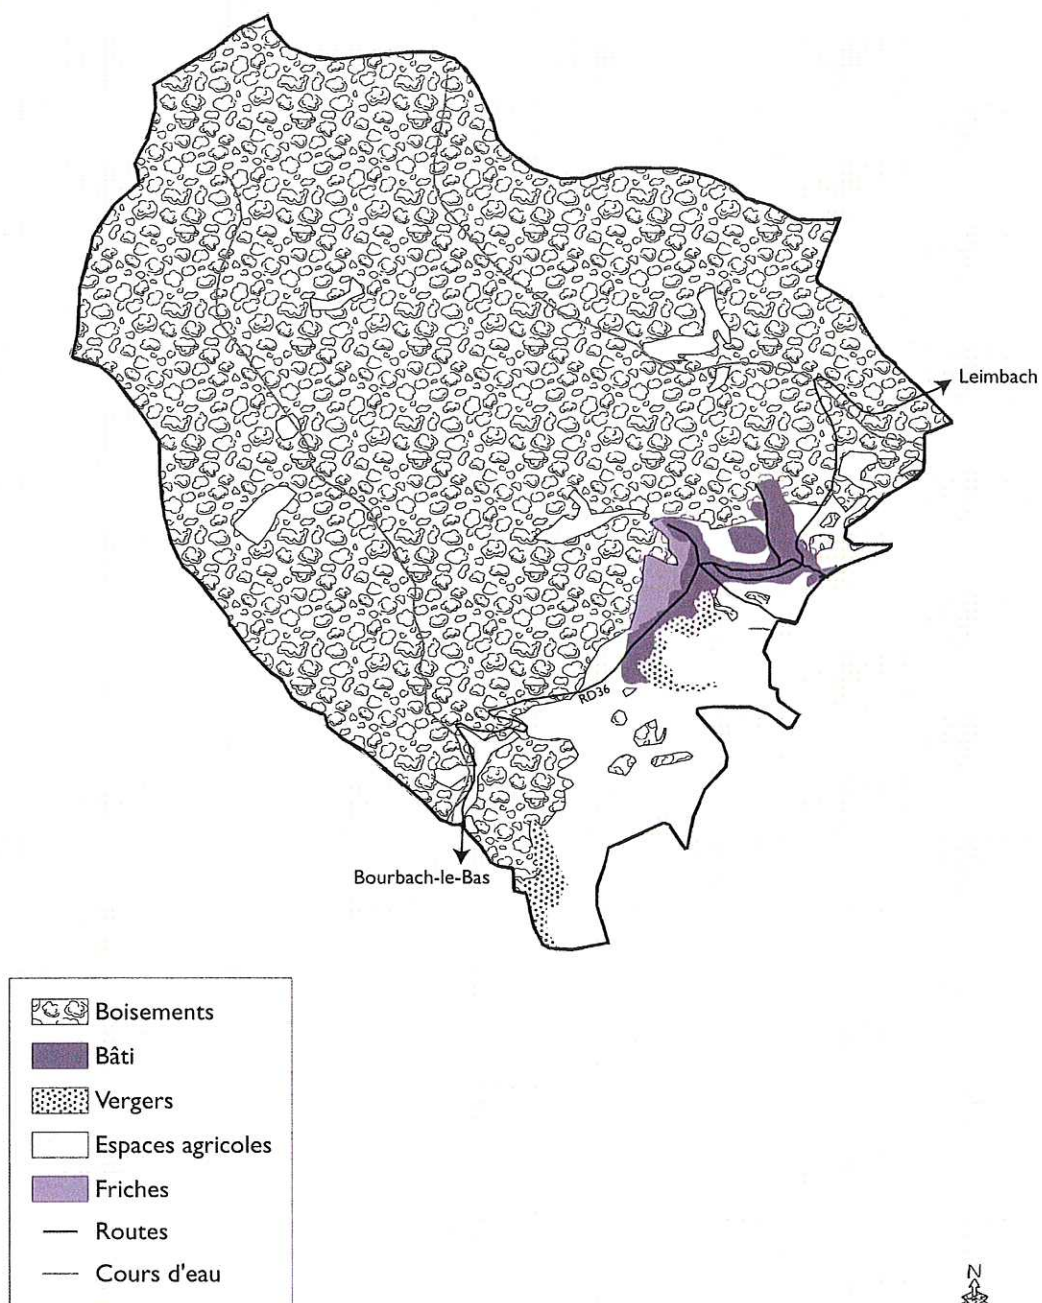 Leimbach
RD36
Bourbach-le-Bas
Boisements
Bâti
Vergers
Espaces agricoles
Friches
Routes
Cours d'eau
N